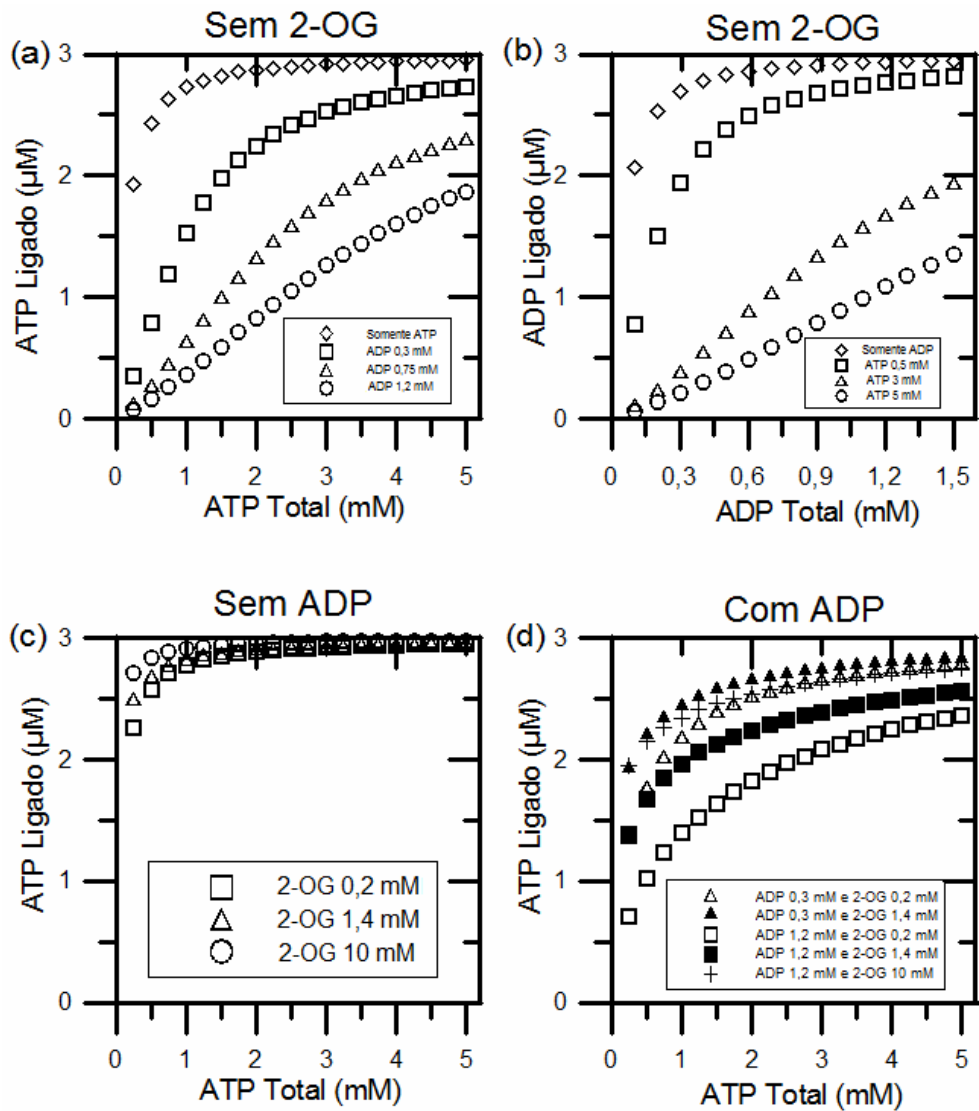 Sem 2-OG
(a)
3
2
1
0
ATP Ligado (µM)
Somente ATP
ADP 0,3 mM
ADP 0,75 mM
ADP 1,2 mM
0 1 2 3 4 5
ATP Total (mM)
Sem 2-OG
(b)
3
2
1
0
ADP Ligado (µM)
Somente ADP
ATP 0,5 mM
ATP 3 mM
ATP 5 mM
0 0,3 0,6 0,9 1,2 1,5
ADP Total (mM)
Sem ADP
(c)
3
2
1
0
ATP Ligado (µM)
2-OG 0,2 mM
2-OG 1,4 mM
2-OG 10 mM
0 1 2 3 4 5
ATP Total (mM)
Com ADP
(d)
3
2
1
0
ATP Ligado (µM)
ADP 0,3 mM e 2-OG 0,2 mM
ADP 0,3 mM e 2-OG 1,4 mM
ADP 1,2 mM e 2-OG 0,2 mM
ADP 1,2 mM e 2-OG 1,4 mM
ADP 1,2 mM e 2-OG 10 mM
0 1 2 3 4 5
ATP Total (mM)